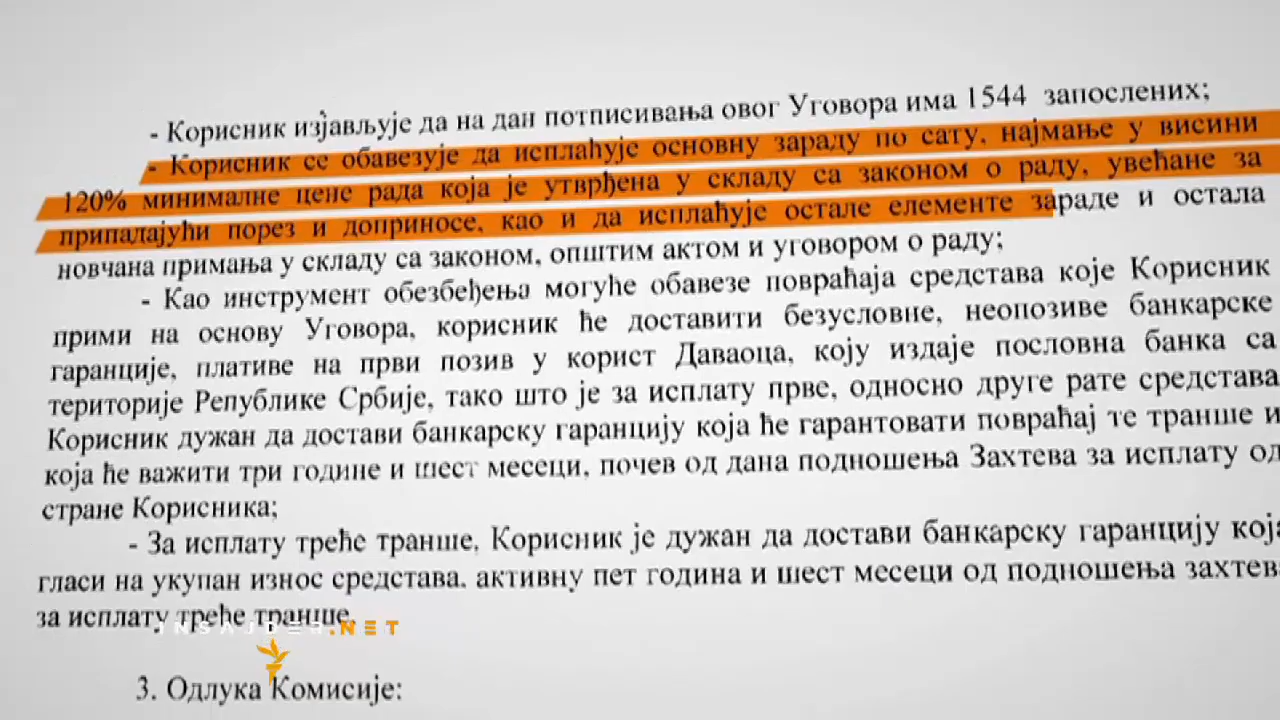 - Корисник изјављује да на дан потписивања овог Уговора има 1544 запослених;
- Корисник се обавезује да исплаћује основну зараду по сату, најмање у висини
120% минималне цене рада која је утврђена у складу са законом о раду, увећане за
припадајући порез и доприносе, као и да исплаћује остале елементе зараде и остала
новчана примања у складу са законом, општим актом и уговором о раду;
- Као инструмент обезбеђења могуће обавезе повраћаја средстава које Корисник
прими на основу Уговора, корисник ће доставити безусловне, неопозиве банкарске
гаранције, плативе на први позив у корист Даваоца, коју издаје пословна банка са
територије Републике Србије, тако што је за исплату прве, односно друге рате средстава
Корисник дужан да достави банкарску гаранцију која ће гарантовати повраћај те транше и
која ће важити три године и шест месеци, почев од дана подношења Захтева за исплату од
стране Корисника;
- За исплату треће транше, Корисник је дужан да достави банкарску гаранцију која
гласи на укупан износ средстава, активну пет година и шест месеци од подношења захтева
за исплату треће транше.
INSAJDER.NET
3. Одлука Комисије: